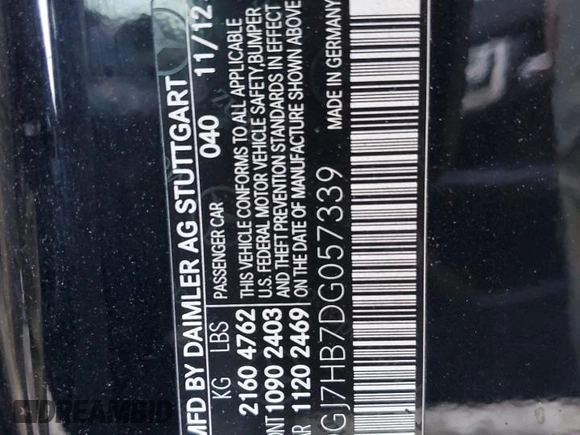 MFD BY DAIMLER AG STUTTGART
040 11/12
KG LBS PASSENGER CAR
2160 4762
1090 2403
1120 2469
THIS VEHICLE CONFORMS TO ALL APPLICABLE
U.S. FEDERAL MOTOR VEHICLE SAFETY, BUMPER
AND THEFT PREVENTION STANDARDS IN EFFECT
ON THE DATE OF MANUFACTURE SHOWN ABOVE
GJ7HB7DG057339 MADE IN GERMANY
EPICVIN